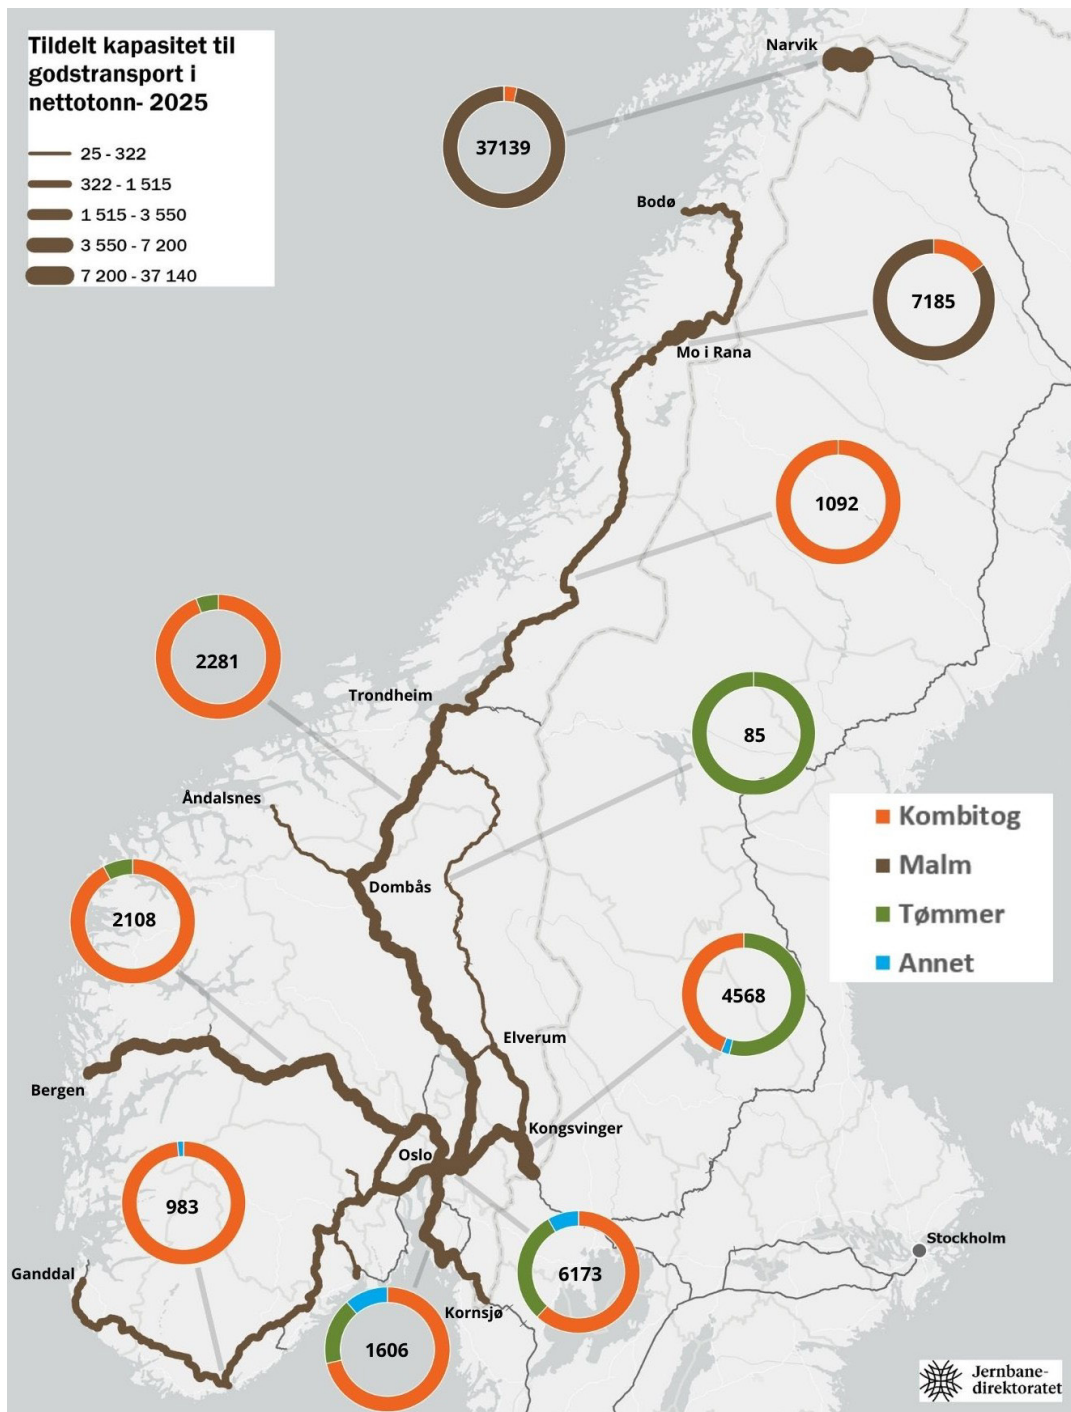 Tildelt kapasitet til
godstransport i
nettotonn- 2025
25 - 322
322 - 1 515
1 515 - 3 550
3 550 - 7 200
7 200 - 37 140
Narvik
37139
Bodø
7185
Mo i Rana
1092
2281
Trondheim
85
Åndalsnes
Kombitog
Malm
Tømmer
Annet
Dombås
2108
4568
Elverum
Bergen
Kongsvinger
Oslo
983
Stockholm
Ganddal
6173
Kornsjø
1606
Jernbane-
direktoratet